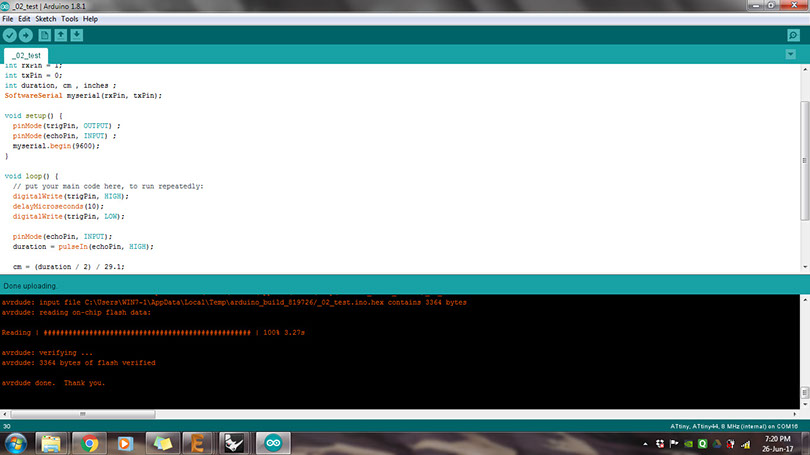 _02_test | Arduino 1.8.1
File Edit Sketch Tools Help
_02_test
int rxPin = 1;
int txPin = 0;
int duration, cm , inches ;
SoftwareSerial myserial(rxPin, txPin);
void setup() {
pinMode(trigPin, OUTPUT) ;
pinMode(echoPin, INPUT) ;
myserial.begin(9600);
}
void loop() {
// put your main code here, to run repeatedly:
digitalWrite(trigPin, HIGH);
delayMicroseconds(10);
digitalWrite(trigPin, LOW);
pinMode(echoPin, INPUT);
duration = pulseIn(echoPin, HIGH);
cm = (duration / 2) / 29.1;
Done uploading.
avrdude: input file C:\Users\WIN7-1\AppData\Local\Temp\arduino_build_819726/_02_test.ino.hex contains 3364 bytes
avrdude: reading on-chip flash data:
Reading | ################################################## | 100% 3.27s
avrdude: verifying ...
avrdude: 3364 bytes of flash verified
avrdude done.  Thank you.
30
ATtiny, ATtiny44, 8 MHz (internal) on COM16
7:20 PM
26-Jun-17